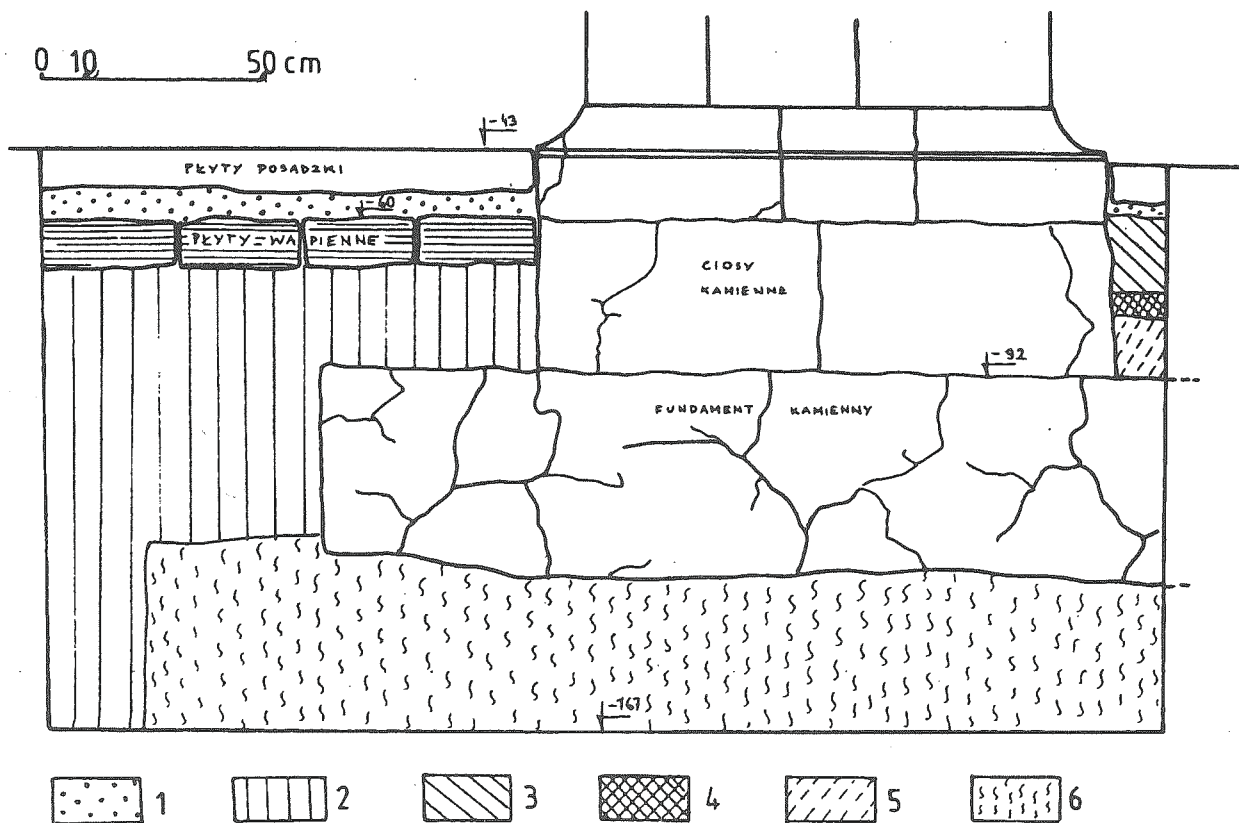 0 10 50 cm
-43
PŁYTY POSADZKI
-60
PŁYTY WAPIENNE
CIOSY
KAMIENNE
-92
FUNDAMENT KAMIENNY
-167
1 2 3 4 5 6